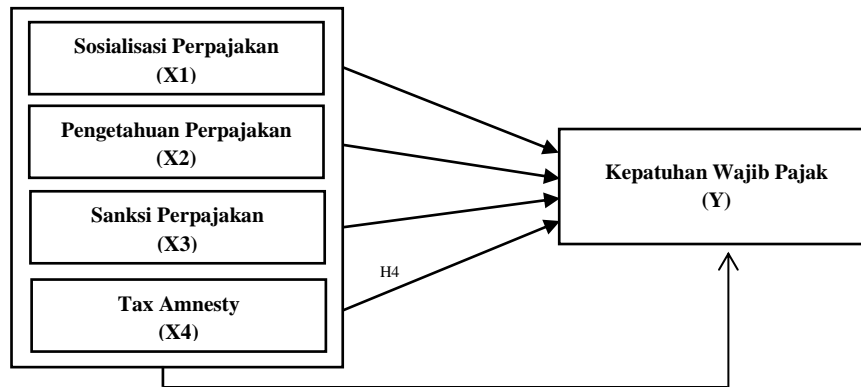 Sosialisasi Perpajakan
(X1)
Pengetahuan Perpajakan
(X2)
Sanksi Perpajakan
(X3)
Tax Amnesty
(X4)
H4
Kepatuhan Wajib Pajak
(Y)